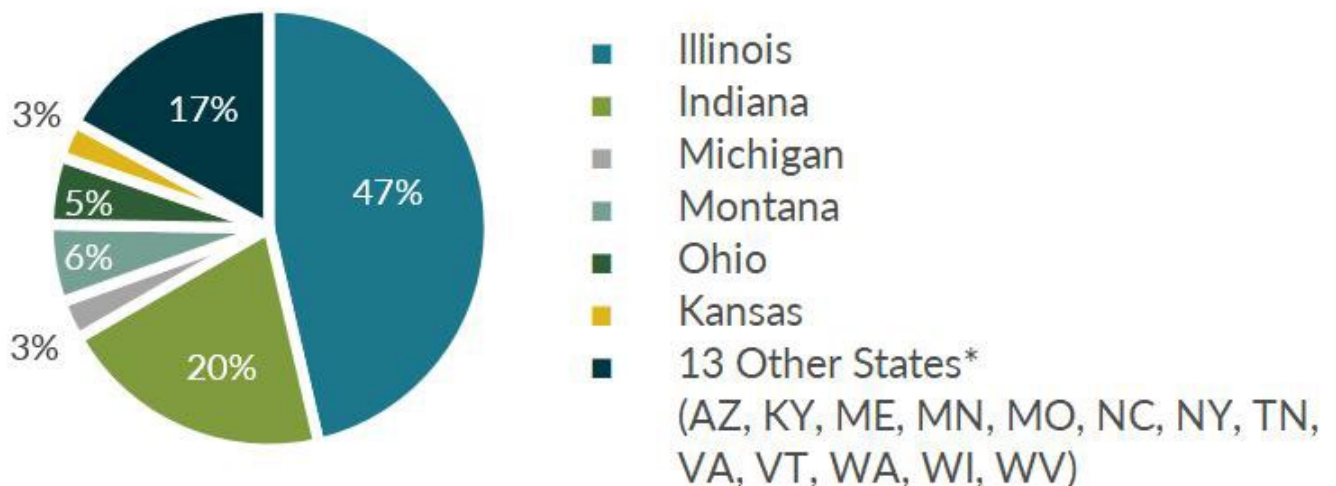 17%
3%
47%
5%
6%
3%
20%
Illinois
Indiana
Michigan
Montana
Ohio
Kansas
13 Other States*
(AZ, KY, ME, MN, MO, NC, NY, TN,
VA, VT, WA, WI, WV)